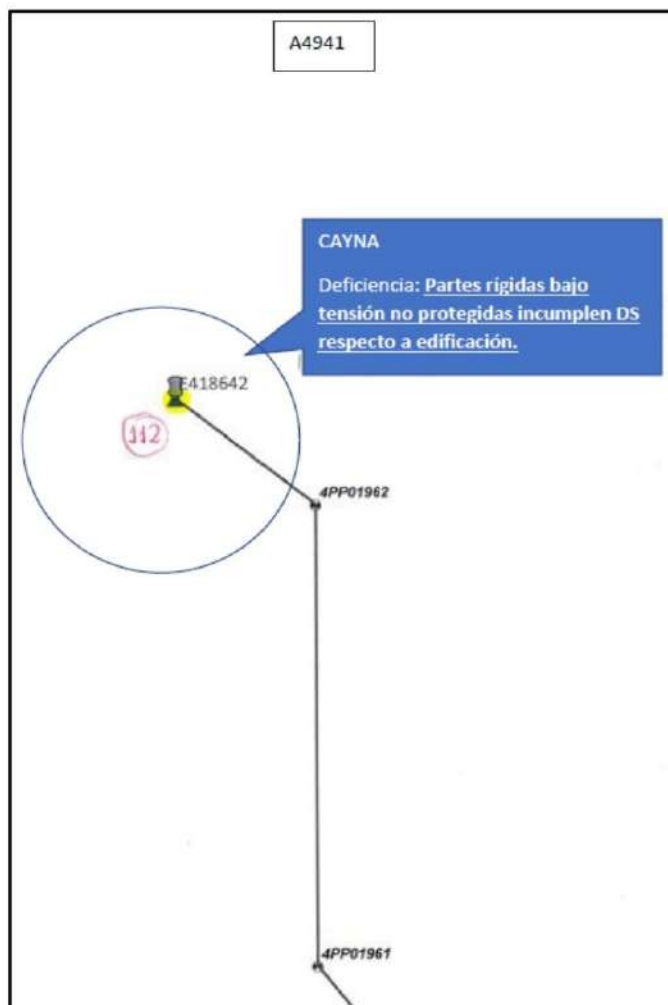 A4941
CAYNA
Deficiencia: Partes rígidas bajo
tensión no protegidas incumplen DS
respecto a edificación.
E418642
112
4PP01962
4PP01961